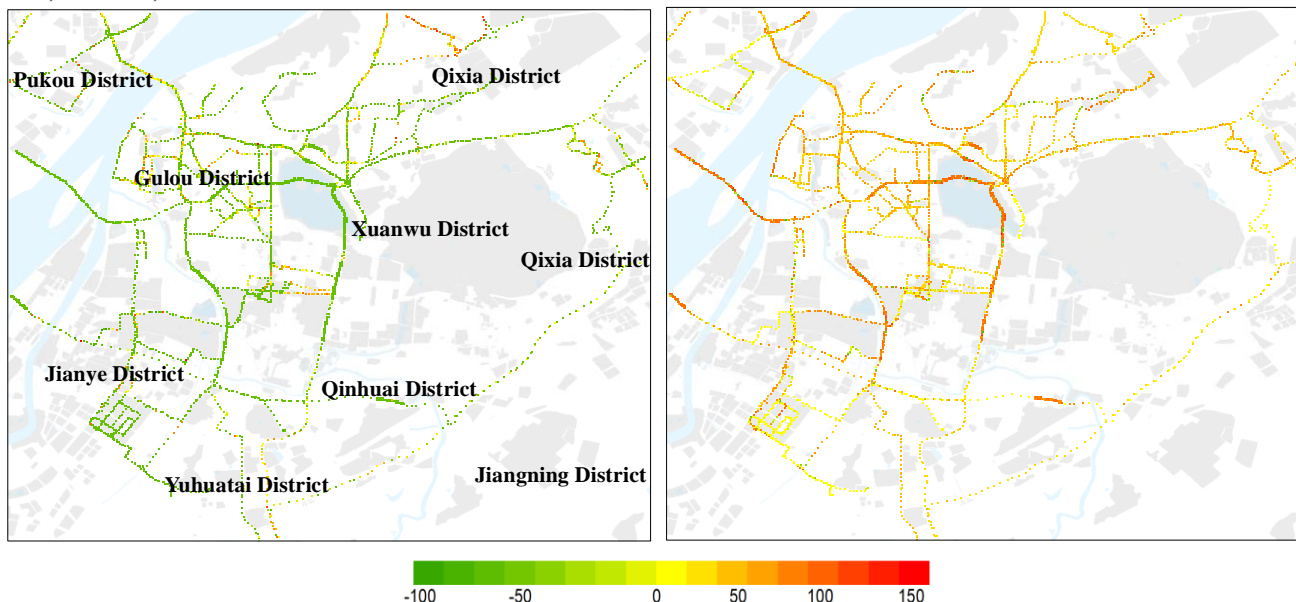 Pukou District
Qixia District
Gulou District
Xuanwu District
Qixia District
Jianye District
Qinhuai District
Yuhuatai District
Jiangning District
-100 -50 0 50 100 150